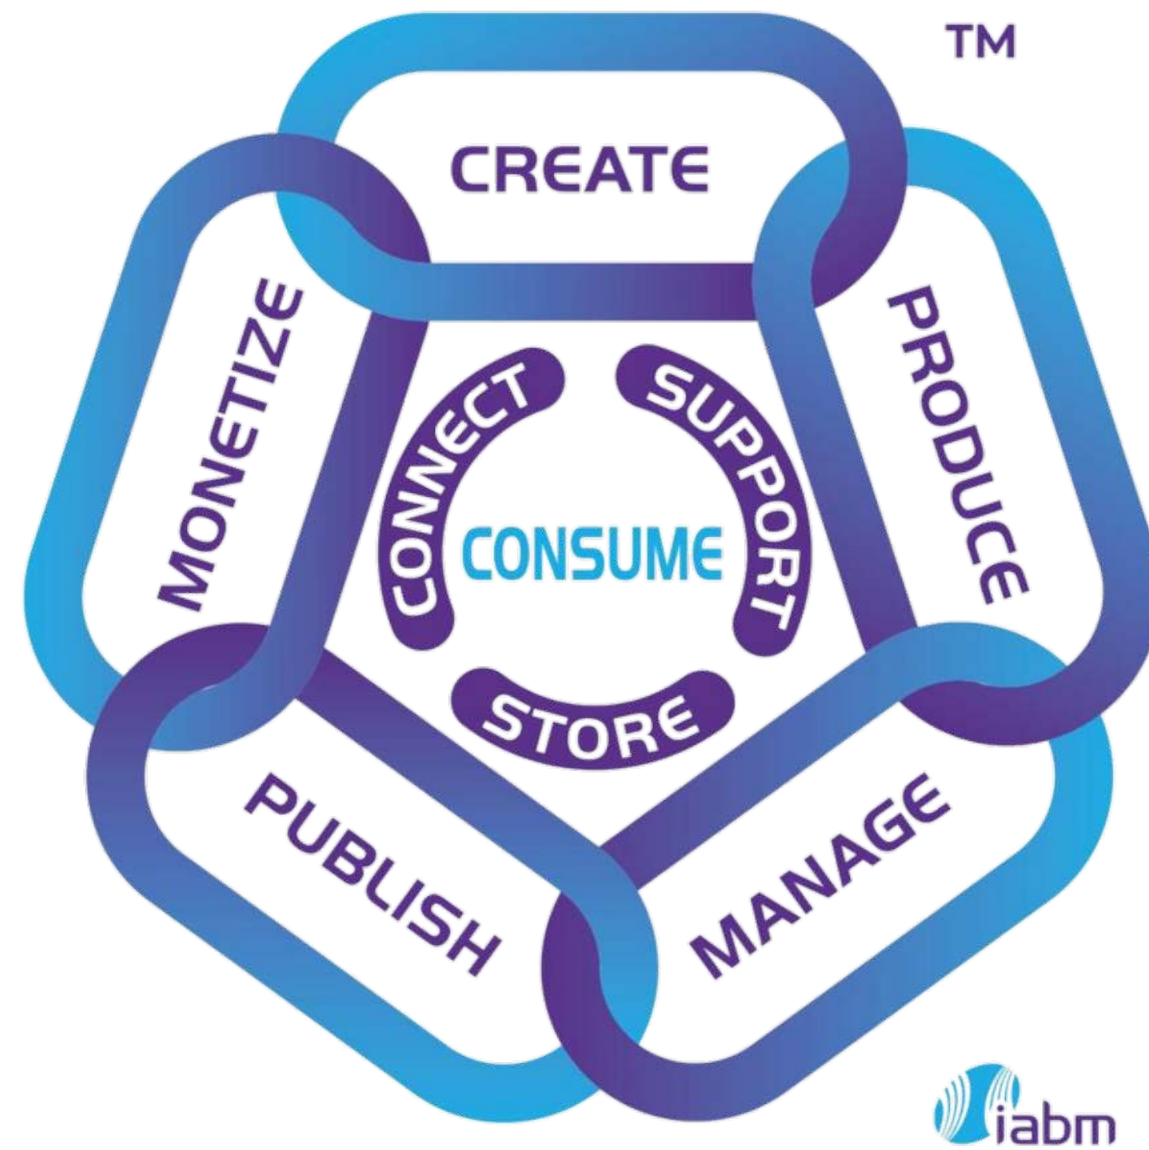 TM
CREATE
PRODUCE
MANAGE
PUBLISH
MONETIZE
CONNECT
SUPPORT
STORE
CONSUME
iabm